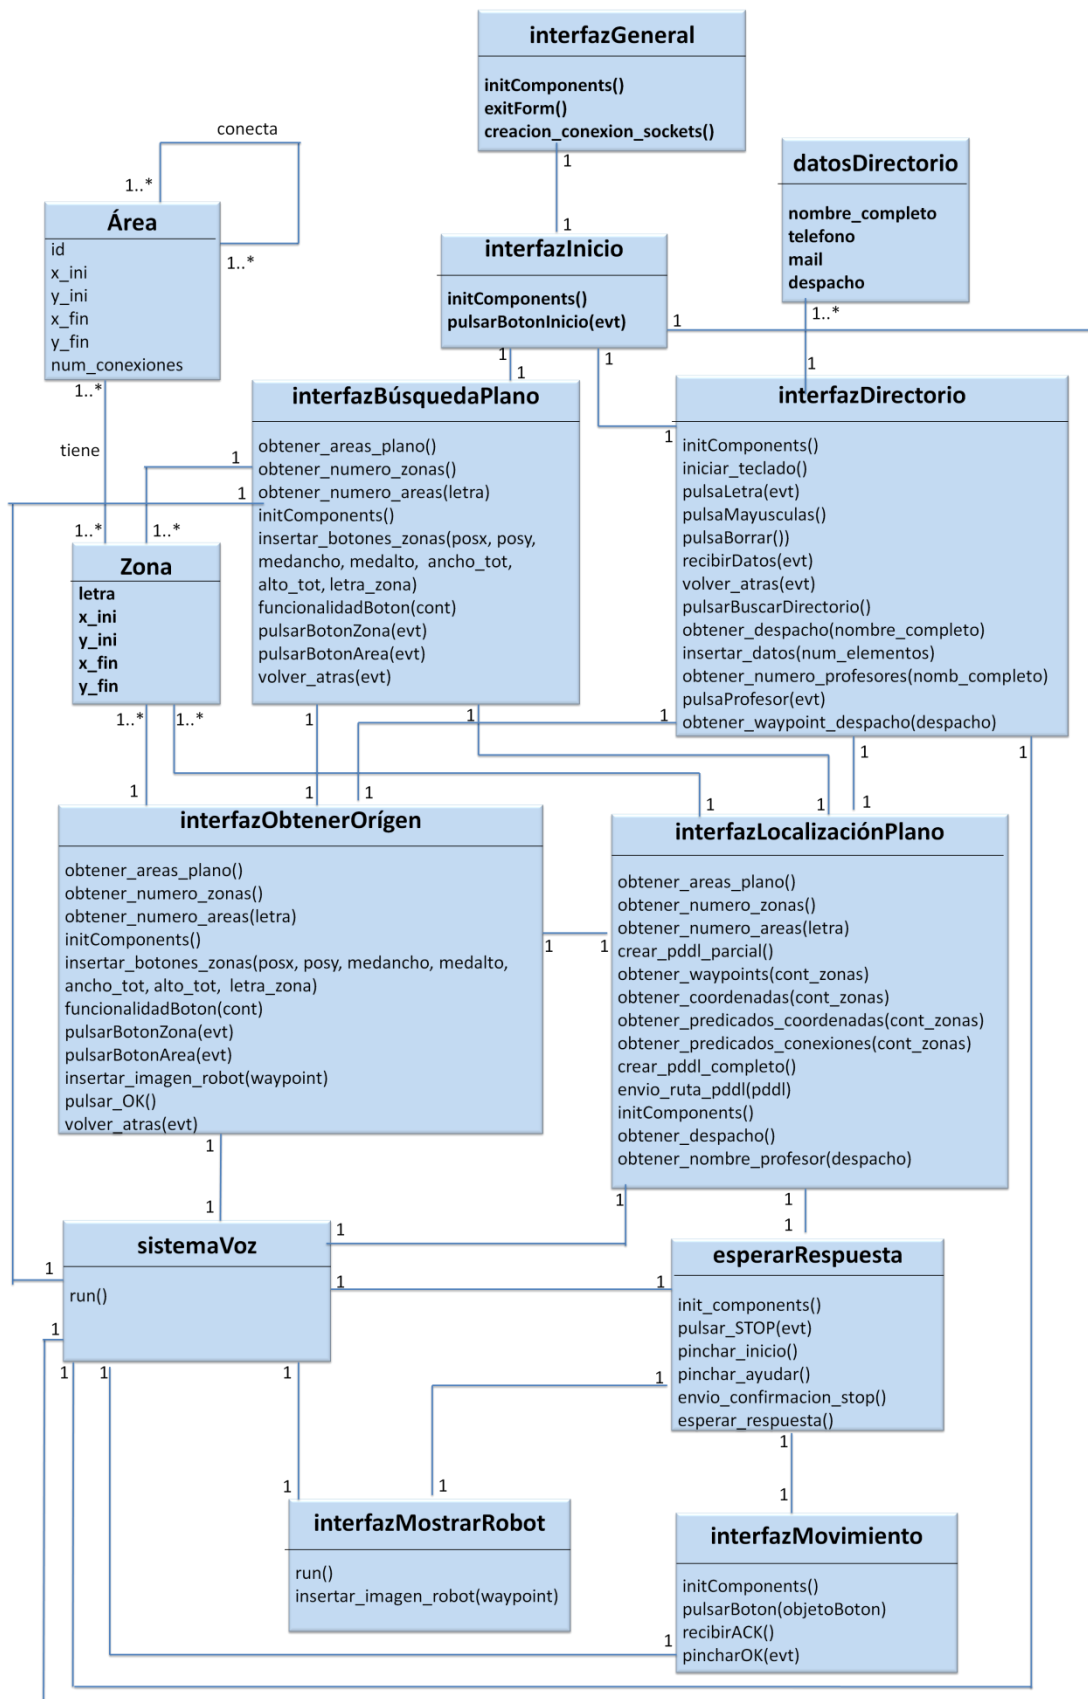 interfazGeneral
initComponents()
exitForm()
creacion_conexion_sockets()
1
conecta
1..*
1..*
Área
id
x_ini
y_ini
x_fin
y_fin
num_conexiones
1..*
tiene
1..*
datosDirectorio
nombre_completo
telefono
mail
despacho
1..*
1
1
interfazInicio
initComponents()
pulsarBotonInicio(evt)
1
1
1
1
interfazBúsquedaPlano
obtener_areas_plano()
obtener_numero_zonas()
obtener_numero_areas(letra)
initComponents()
insertar_botones_zonas(posx, posy,
medancho, medalto, ancho_tot,
alto_tot, letra_zona)
funcionalidadBoton(cont)
pulsarBotonZona(evt)
pulsarBotonArea(evt)
volver_atras(evt)
1
1
1..*
1
1
interfazDirectorio
initComponents()
iniciar_teclado()
pulsaLetra(evt)
pulsaMayusculas()
pulsaBorrar())
recibirDatos(evt)
volver_atras(evt)
pulsarBuscarDirectorio()
obtener_despacho(nombre_completo)
insertar_datos(num_elementos)
obtener_numero_profesores(nomb_completo)
pulsaProfesor(evt)
obtener_waypoint_despacho(despacho)
1
1
1
1
Zona
letra
x_ini
y_ini
x_fin
y_fin
1..*
1..*
1
1
1
1
1
1
interfazObtenerOrígen
obtener_areas_plano()
obtener_numero_zonas()
obtener_numero_areas(letra)
initComponents()
insertar_botones_zonas(posx, posy, medancho, medalto,
ancho_tot, alto_tot, letra_zona)
funcionalidadBoton(cont)
pulsarBotonZona(evt)
pulsarBotonArea(evt)
insertar_imagen_robot(waypoint)
pulsar_OK()
volver_atras(evt)
1
1
1
interfazLocalizaciónPlano
obtener_areas_plano()
obtener_numero_zonas()
obtener_numero_areas(letra)
crear_pddl_parcial()
obtener_waypoints(cont_zonas)
obtener_coordenadas(cont_zonas)
obtener_predicados_coordenadas(cont_zonas)
obtener_predicados_conexiones(cont_zonas)
crear_pddl_completo()
envio_ruta_pddl(pddl)
initComponents()
obtener_despacho()
obtener_nombre_profesor(despacho)
1
1
1
1
1
sistemaVoz
run()
1
1
1
1
1
1
esperarRespuesta
init_components()
pulsar_STOP(evt)
pinchar_inicio()
pinchar_ayudar()
envio_confirmacion_stop()
esperar_respuesta()
1
1
1
1
1
1
interfazMostrarRobot
run()
insertar_imagen_robot(waypoint)
1
interfazMovimiento
initComponents()
pulsarBoton(objetoBoton)
recibirACK()
pincharOK(evt)
1